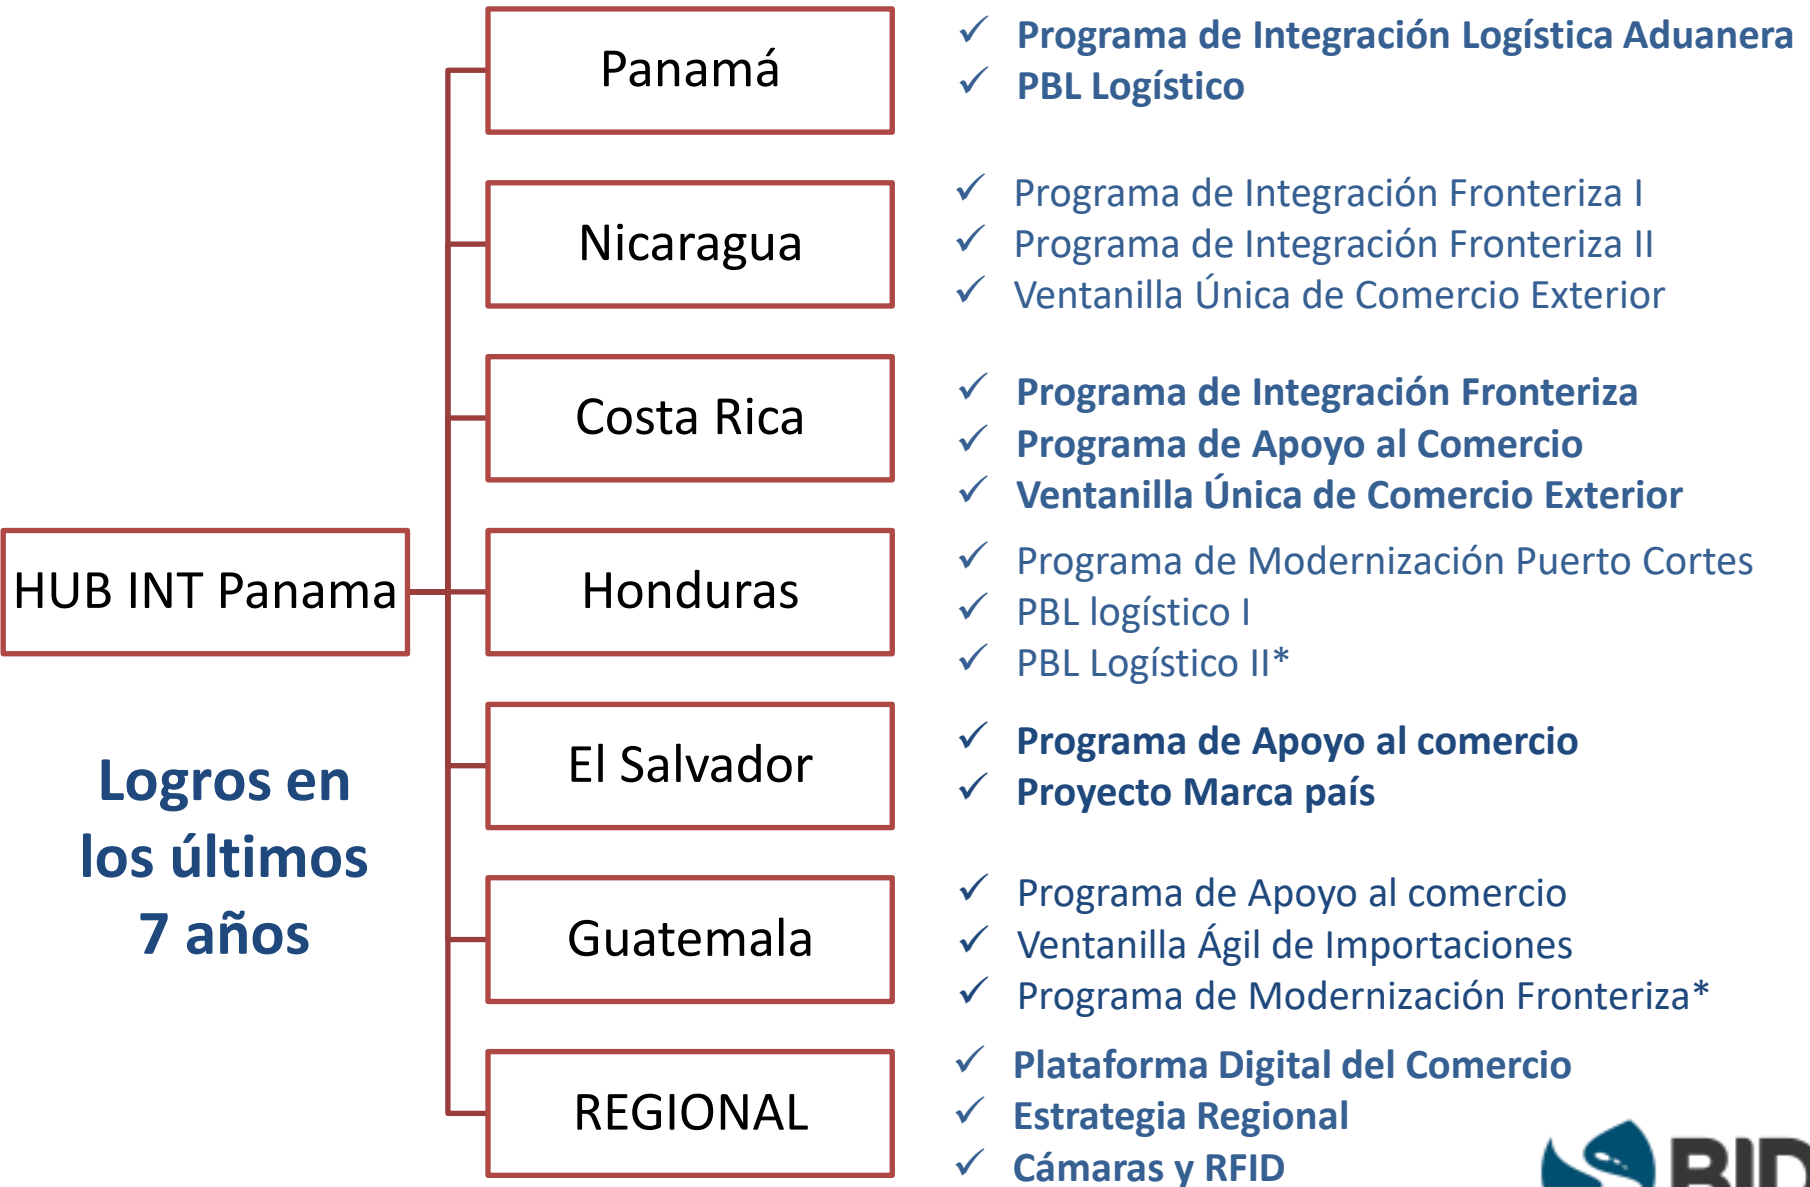 Panamá
✓ Programa de Integración Logística Aduanera
✓ PBL Logístico
Nicaragua
✓ Programa de Integración Fronteriza I
✓ Programa de Integración Fronteriza II
✓ Ventanilla Única de Comercio Exterior
Costa Rica
✓ Programa de Integración Fronteriza
✓ Programa de Apoyo al Comercio
✓ Ventanilla Única de Comercio Exterior
HUB INT Panama
Honduras
✓ Programa de Modernización Puerto Cortes
✓ PBL logístico I
✓ PBL Logístico II*
El Salvador
✓ Programa de Apoyo al comercio
✓ Proyecto Marca país
Logros en
los últimos
7 años
Guatemala
✓ Programa de Apoyo al comercio
✓ Ventanilla Ágil de Importaciones
✓ Programa de Modernización Fronteriza*
REGIONAL
✓ Plataforma Digital del Comercio
✓ Estrategia Regional
✓ Cámaras y RFID
BID